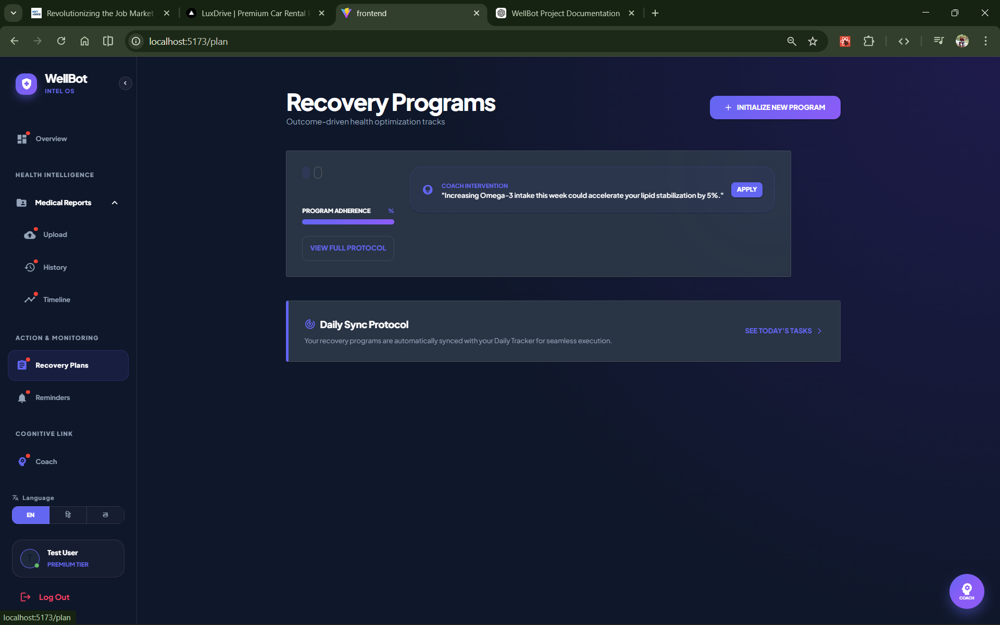 Revolutionizing the Job Market
LuxDrive | Premium Car Rental
frontend
WellBot Project Documentation
localhost:5173/plan
WellBot
INTEL OS
Overview
HEALTH INTELLIGENCE
Medical Reports
Upload
History
Timeline
ACTION & MONITORING
Recovery Plans
Reminders
COGNITIVE LINK
Coach
Language
EN
हि
తె
T
Test User
PREMIUM TIER
Log Out
localhost:5173/plan
Recovery Programs
Outcome-driven health optimization tracks
INITIALIZE NEW PROGRAM
COACH INTERVENTION
"Increasing Omega-3 intake this week could accelerate your lipid stabilization by 5%."
APPLY
PROGRAM ADHERENCE %
VIEW FULL PROTOCOL
Daily Sync Protocol
Your recovery programs are automatically synced with your Daily Tracker for seamless execution.
SEE TODAY'S TASKS
COACH